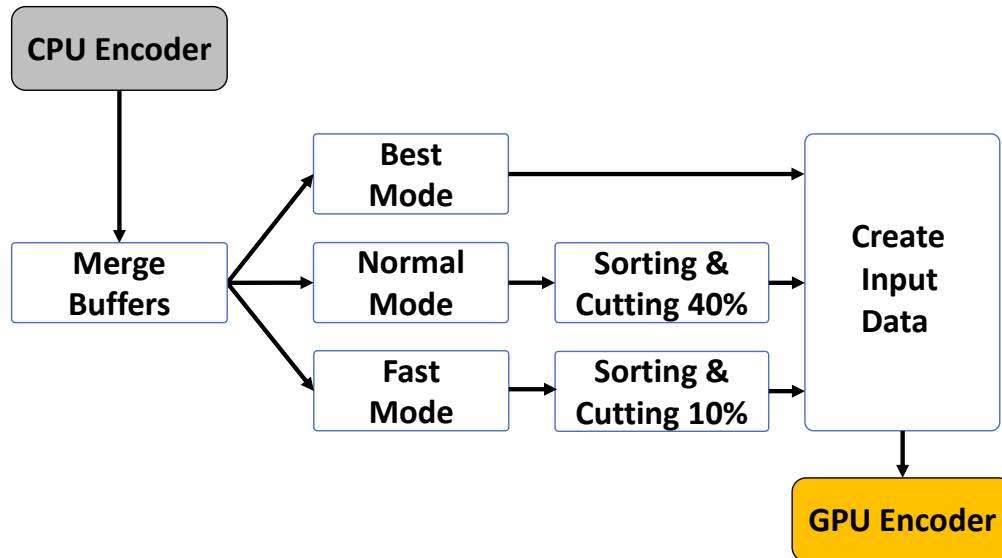 CPU Encoder
Merge
Buffers
Best
Mode
Normal
Mode
Sorting &
Cutting 40%
Fast
Mode
Sorting &
Cutting 10%
Create
Input
Data
GPU Encoder